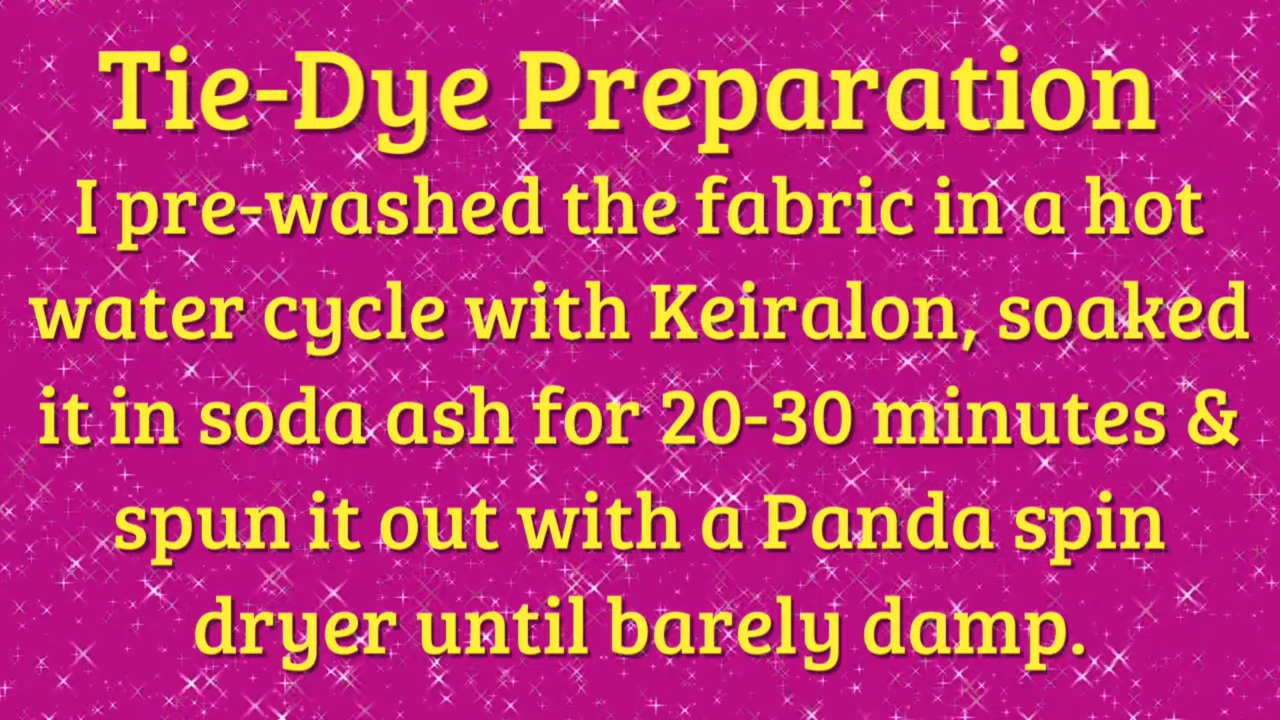 Tie-Dye Preparation
I pre-washed the fabric in a hot
water cycle with Keiralon, soaked
it in soda ash for 20-30 minutes &
spun it out with a Panda spin
dryer until barely damp.